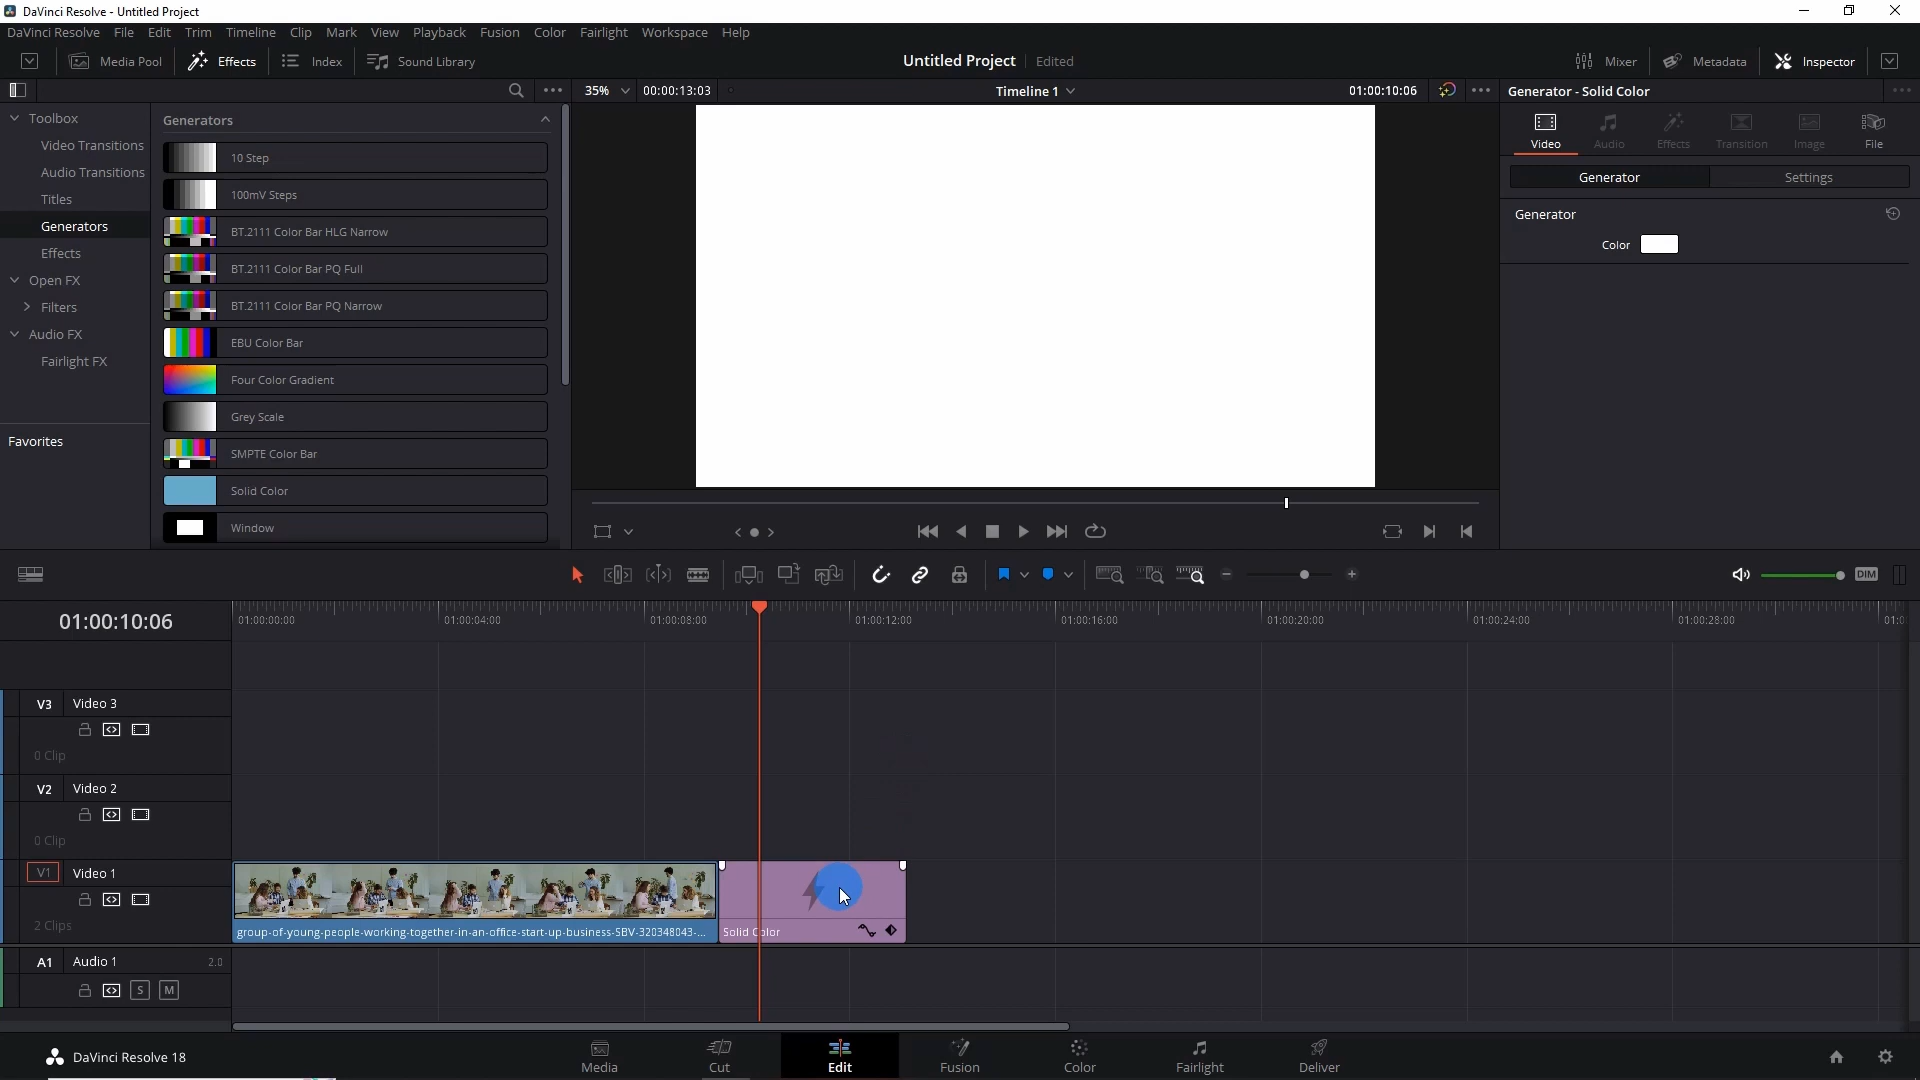 DaVinci Resolve - Untitled Project
DaVinci Resolve File Edit Trim Timeline Clip Mark View Playback Fusion Color Fairlight Workspace Help
Media Pool Effects Index Sound Library Untitled Project Edited Mixer Metadata Inspector
35% 00:00:13:03 Timeline 1 01:00:10:06 Generator - Solid Color
Toolbox
Video Transitions
Audio Transitions
Titles
Generators
Effects
Open FX
Filters
Audio FX
Fairlight FX
Favorites
Generators
10 Step
100mV Steps
BT.2111 Color Bar HLG Narrow
BT.2111 Color Bar PQ Full
BT.2111 Color Bar PQ Narrow
EBU Color Bar
Four Color Gradient
Grey Scale
SMPTE Color Bar
Solid Color
Window
Video Audio Effects Transition Image File
Generator Settings
Generator
Color
DIM
01:00:10:06
01:00:00:00 01:00:04:00 01:00:08:00 01:00:12:00 01:00:16:00 01:00:20:00 01:00:24:00 01:00:28:00
V3 Video 3
0 Clip
V2 Video 2
0 Clip
V1 Video 1
2 Clips
group-of-young-people-working-together-in-an-office-start-up-business-SBV-320348043-... Solid Color
A1 Audio 1 2.0
S M
DaVinci Resolve 18
Media Cut Edit Fusion Color Fairlight Deliver